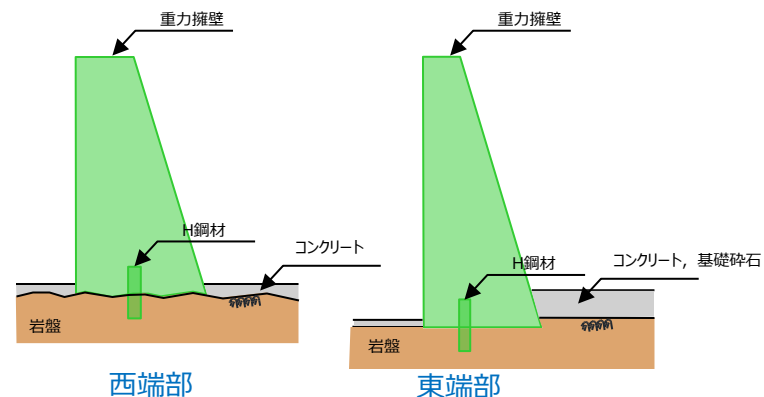 重力擁壁
重力擁壁
H鋼材
コンクリート
H鋼材
コンクリート，基礎砕石
岩盤
岩盤
西端部
東端部